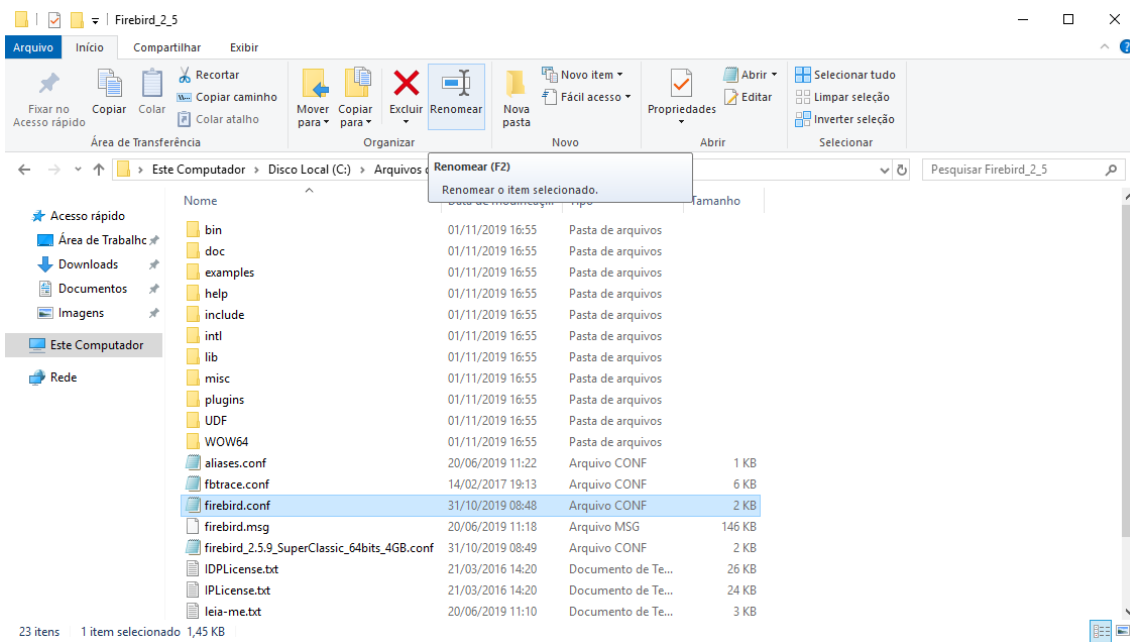 Firebird_2_5
Arquivo Início Compartilhar Exibir
Fixar no Acesso rápido
Copiar
Colar
Recortar
Copiar caminho
Colar atalho
Mover para
Copiar para
Excluir
Renomear
Nova pasta
Novo item
Fácil acesso
Propriedades
Abrir
Editar
Selecionar tudo
Limpar seleção
Inverter seleção
Área de Transferência Organizar Novo Abrir Selecionar
Este Computador Disco Local (C:) Arquivos Pesquisar Firebird_2_5
Renomear (F2)
Renomear o item selecionado.
Nome Tamanho
Acesso rápido
Área de Trabalho
Downloads
Documentos
Imagens
Este Computador
Rede
bin 01/11/2019 16:55 Pasta de arquivos
doc 01/11/2019 16:55 Pasta de arquivos
examples 01/11/2019 16:55 Pasta de arquivos
help 01/11/2019 16:55 Pasta de arquivos
include 01/11/2019 16:55 Pasta de arquivos
intl 01/11/2019 16:55 Pasta de arquivos
lib 01/11/2019 16:55 Pasta de arquivos
misc 01/11/2019 16:55 Pasta de arquivos
plugins 01/11/2019 16:55 Pasta de arquivos
UDF 01/11/2019 16:55 Pasta de arquivos
WOW64 01/11/2019 16:55 Pasta de arquivos
aliases.conf 20/06/2019 11:22 Arquivo CONF 1 KB
fbtrace.conf 14/02/2017 19:13 Arquivo CONF 6 KB
firebird.conf 31/10/2019 08:48 Arquivo CONF 2 KB
firebird.msg 20/06/2019 11:18 Arquivo MSG 146 KB
firebird_2.5.9_SuperClassic_64bits_4GB.conf 31/10/2019 08:49 Arquivo CONF 2 KB
IDPLicense.txt 21/03/2016 14:20 Documento de Te... 26 KB
IPLicense.txt 21/03/2016 14:20 Documento de Te... 24 KB
leia-me.txt 20/06/2019 11:10 Documento de Te... 3 KB
23 itens 1 item selecionado 1,45 KB